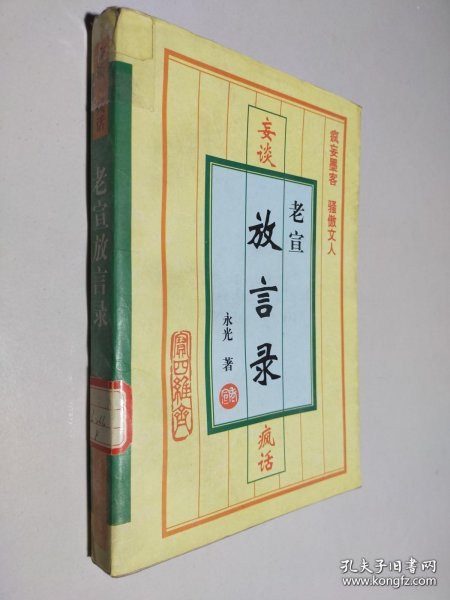 疯妄墨客 骚傲文人
妄谈
老宣
放言录
永光 著
疯话
老宣放言录
孔夫子旧书网
www.kongfz.com